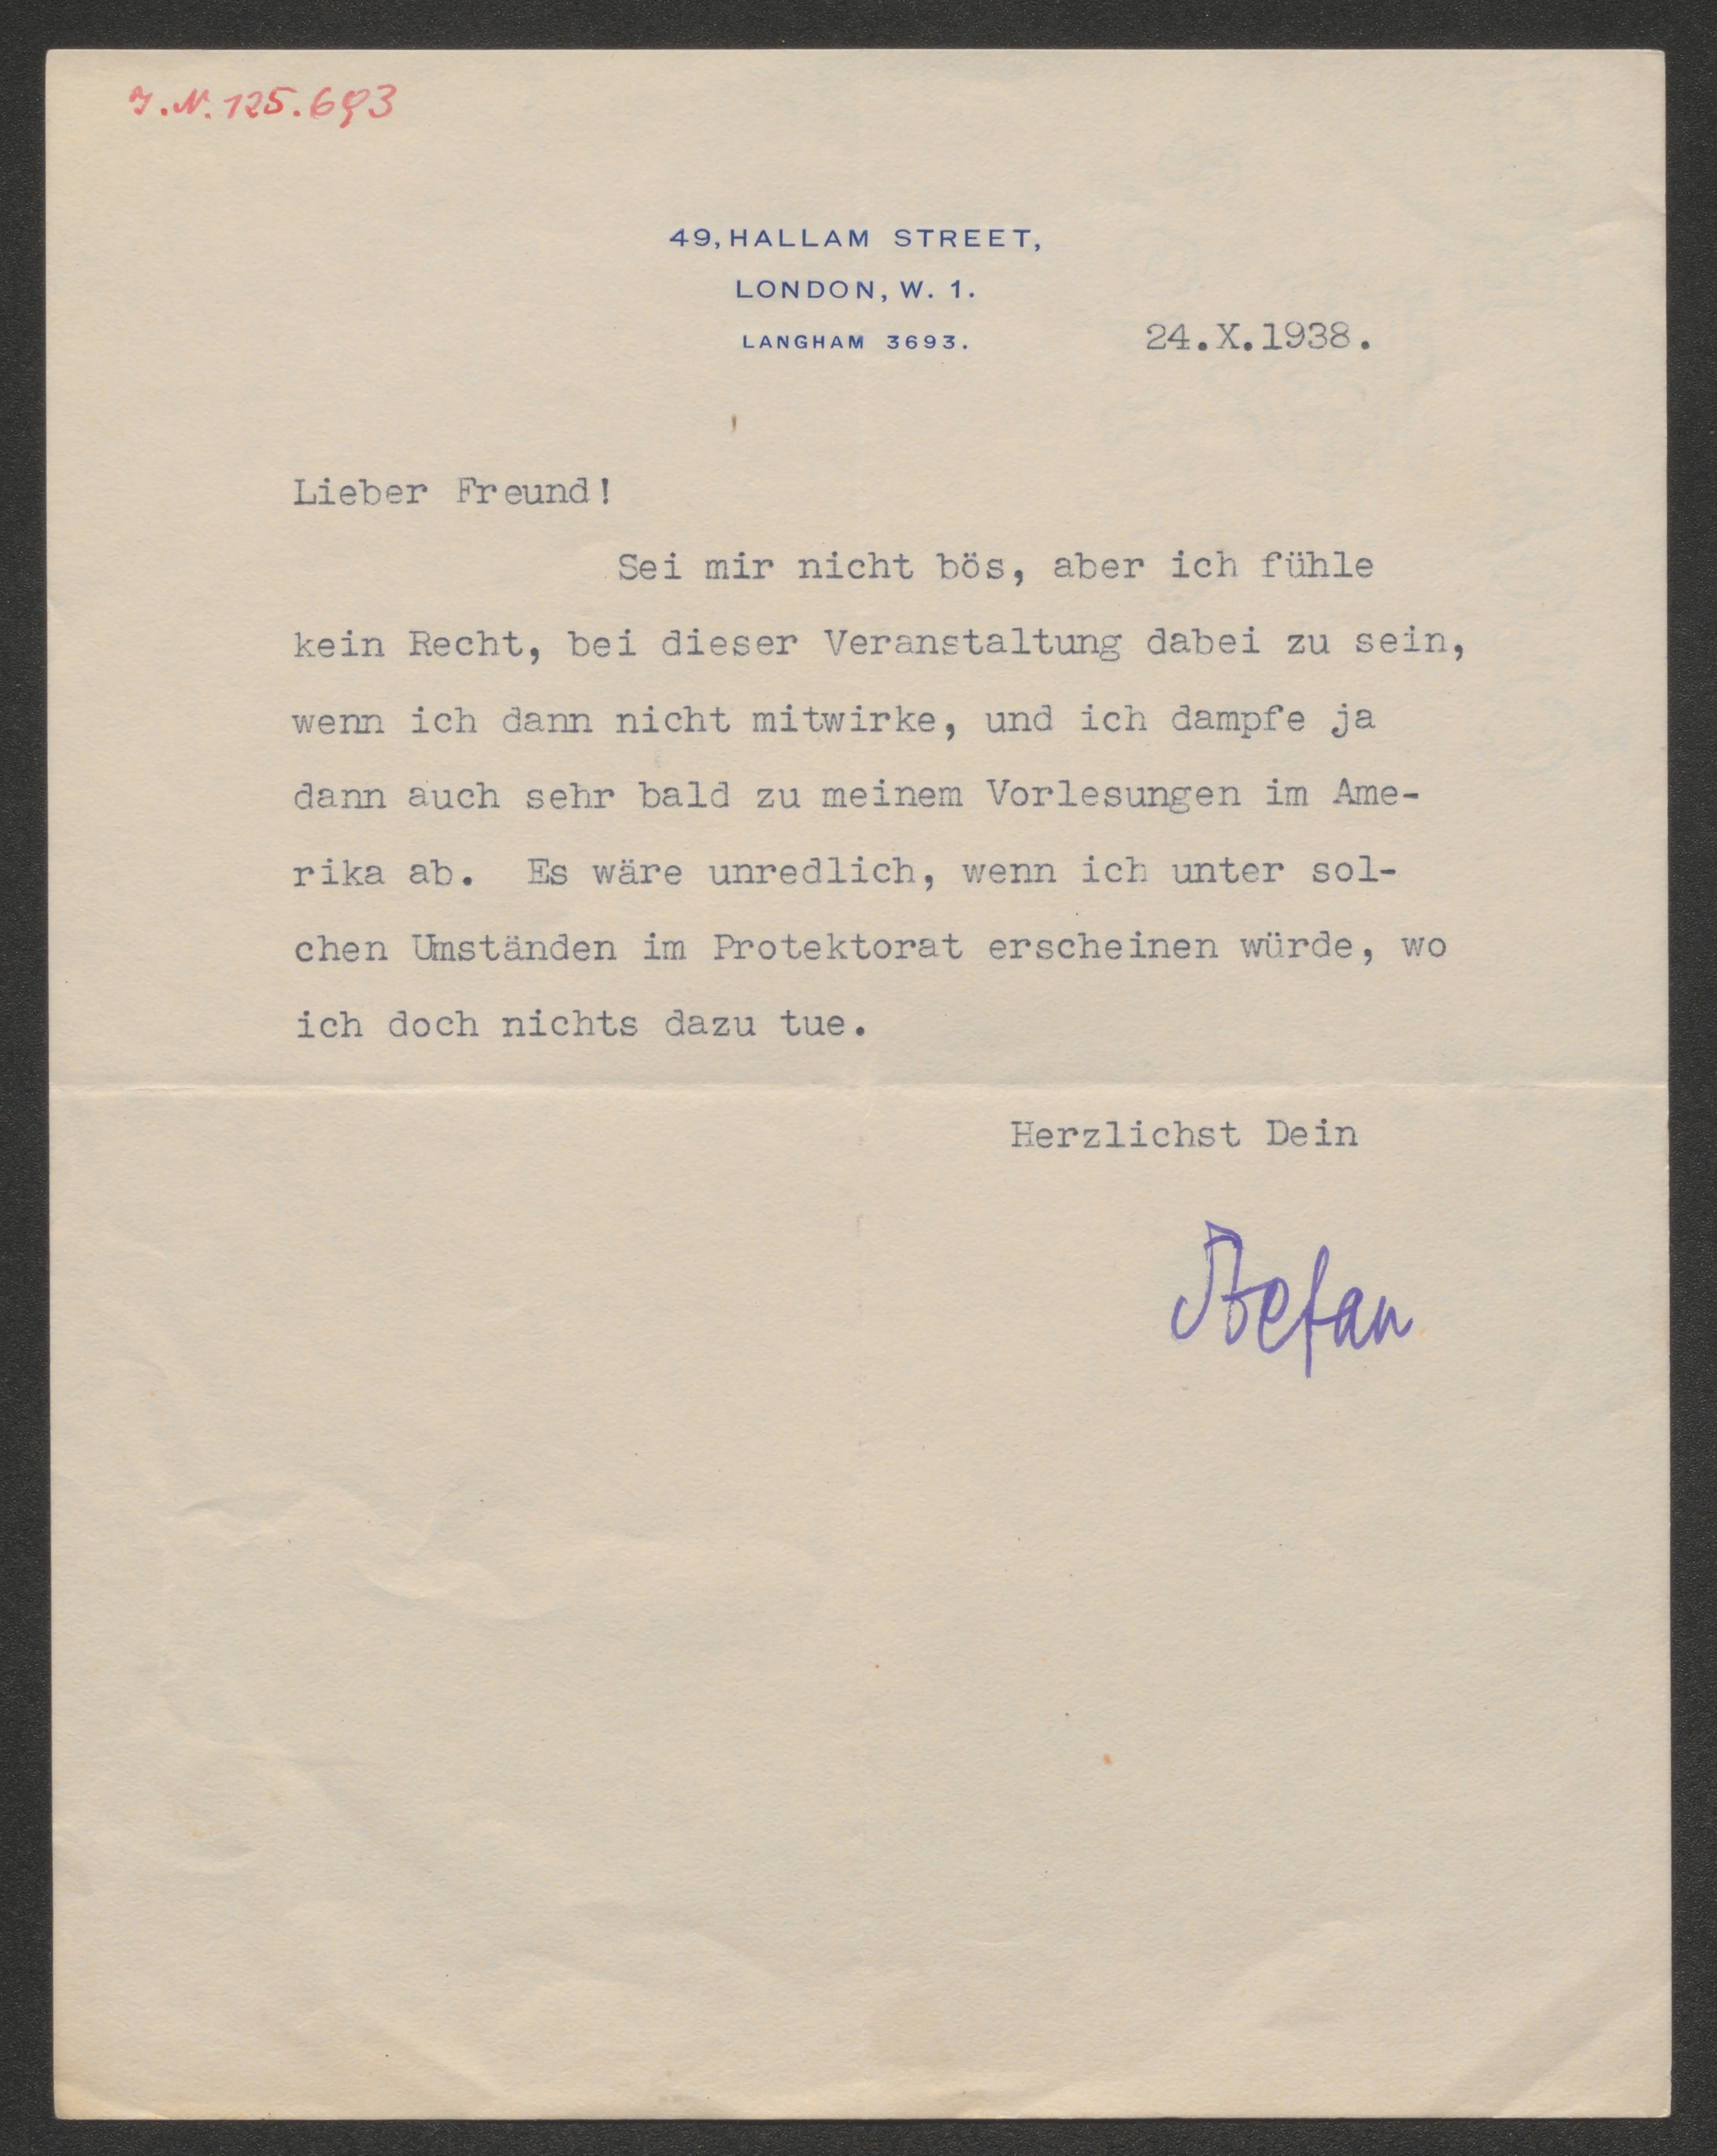 J.N. 125.693
49, HALLAM STREET,
LONDON, W. 1.
LANGHAM 3693.
24.X.1938.
Lieber Freund!
Sei mir nicht bös, aber ich fühle
kein Recht, bei dieser Veranstaltung dabei zu sein,
wenn ich dann nicht mitwirke, und ich dampfe ja
dann auch sehr bald zu meinem Vorlesungen im Ame-
rika ab. Es wäre unredlich, wenn ich unter sol-
chen Umständen im Protektorat erscheinen würde, wo
ich doch nichts dazu tue.
Herzlichst Dein
Stefan